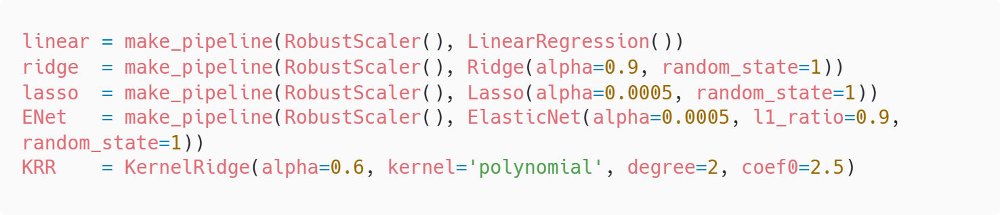 linear = make_pipeline(RobustScaler(), LinearRegression())
ridge  = make_pipeline(RobustScaler(), Ridge(alpha=0.9, random_state=1))
lasso  = make_pipeline(RobustScaler(), Lasso(alpha=0.0005, random_state=1))
ENet   = make_pipeline(RobustScaler(), ElasticNet(alpha=0.0005, l1_ratio=0.9,
random_state=1))
KRR    = KernelRidge(alpha=0.6, kernel='polynomial', degree=2, coef0=2.5)